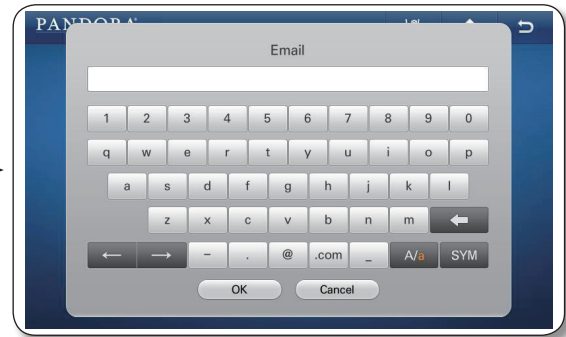 PANDORA
Email
1 2 3 4 5 6 7 8 9 0
q w e r t y u i o p
a s d f g h j k l
z x c v b n m ←
← → - . @ .com _ A/a SYM
OK Cancel